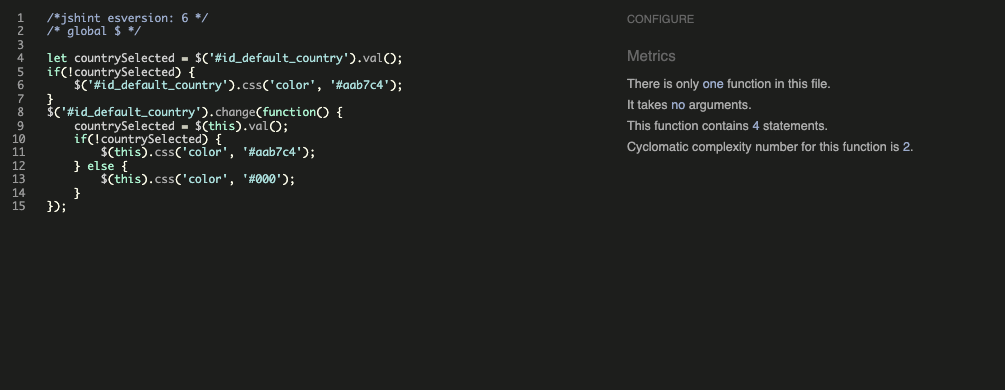 1 /*jshint esversion: 6 */
2 /* global $ */
3
4 let countrySelected = $('#id_default_country').val();
5 if(!countrySelected) {
6     $('#id_default_country').css('color', '#aab7c4');
7 }
8 $('#id_default_country').change(function() {
9     countrySelected = $(this).val();
10     if(!countrySelected) {
11         $(this).css('color', '#aab7c4');
12     } else {
13         $(this).css('color', '#000');
14     }
15 });
CONFIGURE
Metrics
There is only one function in this file.
It takes no arguments.
This function contains 4 statements.
Cyclomatic complexity number for this function is 2.